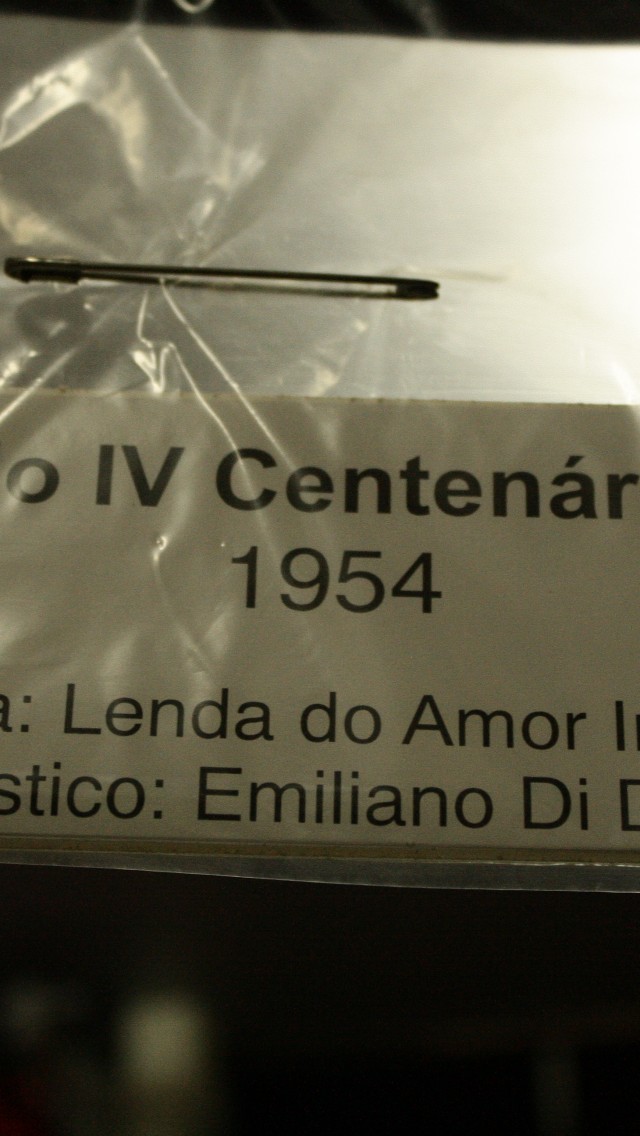 o IV Centenár
1954
a: Lenda do Amor I
stico: Emiliano Di D